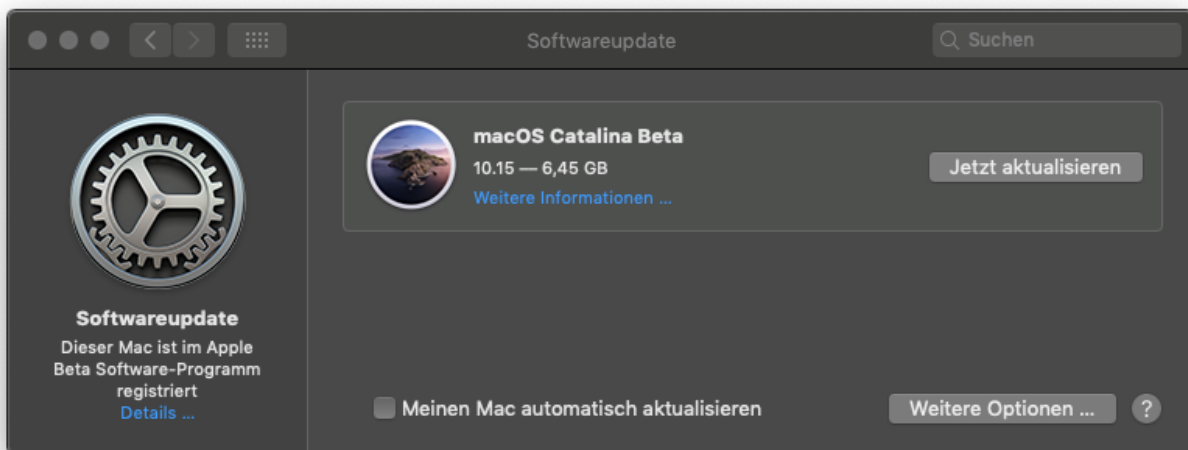 Softwareupdate
Suchen
macOS Catalina Beta
10.15 — 6,45 GB
Weitere Informationen ...
Jetzt aktualisieren
Softwareupdate
Dieser Mac ist im Apple
Beta Software-Programm
registriert
Details ...
Meinen Mac automatisch aktualisieren
Weitere Optionen ...
?